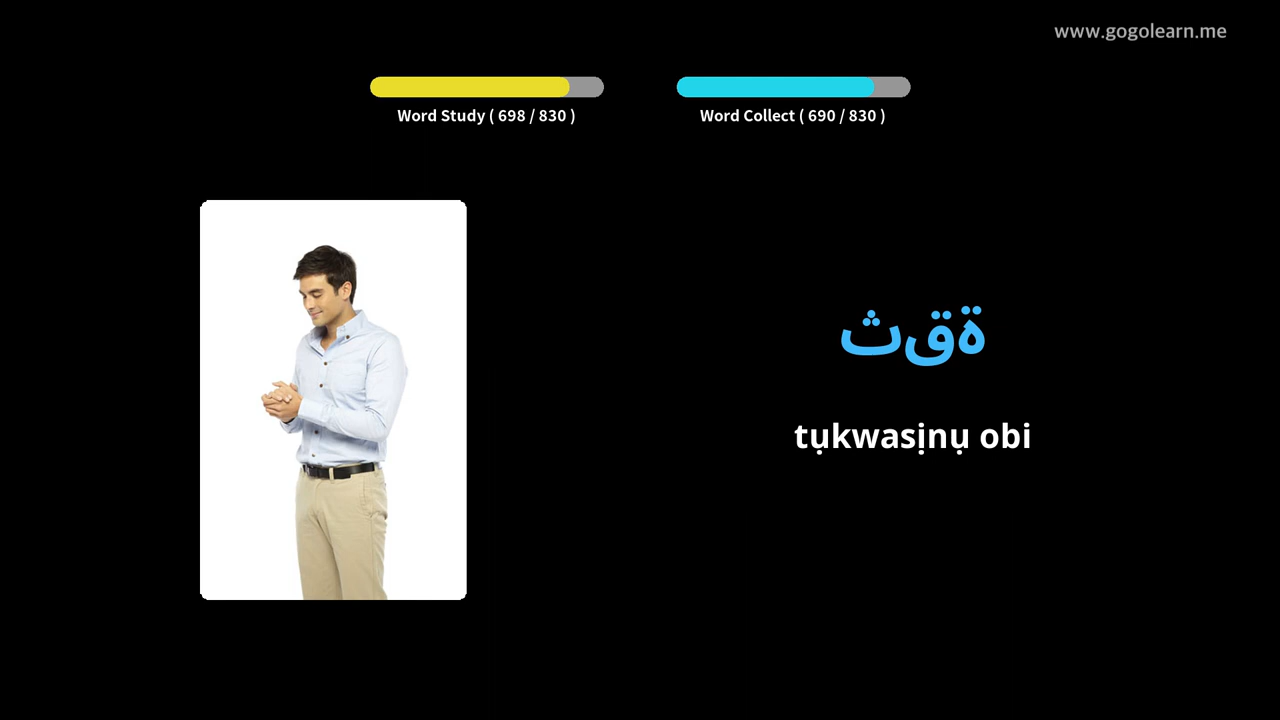 www.gogolearn.me
Word Study ( 698 / 830 )
Word Collect ( 690 / 830 )
ثقة
tụkwasịnụ obi